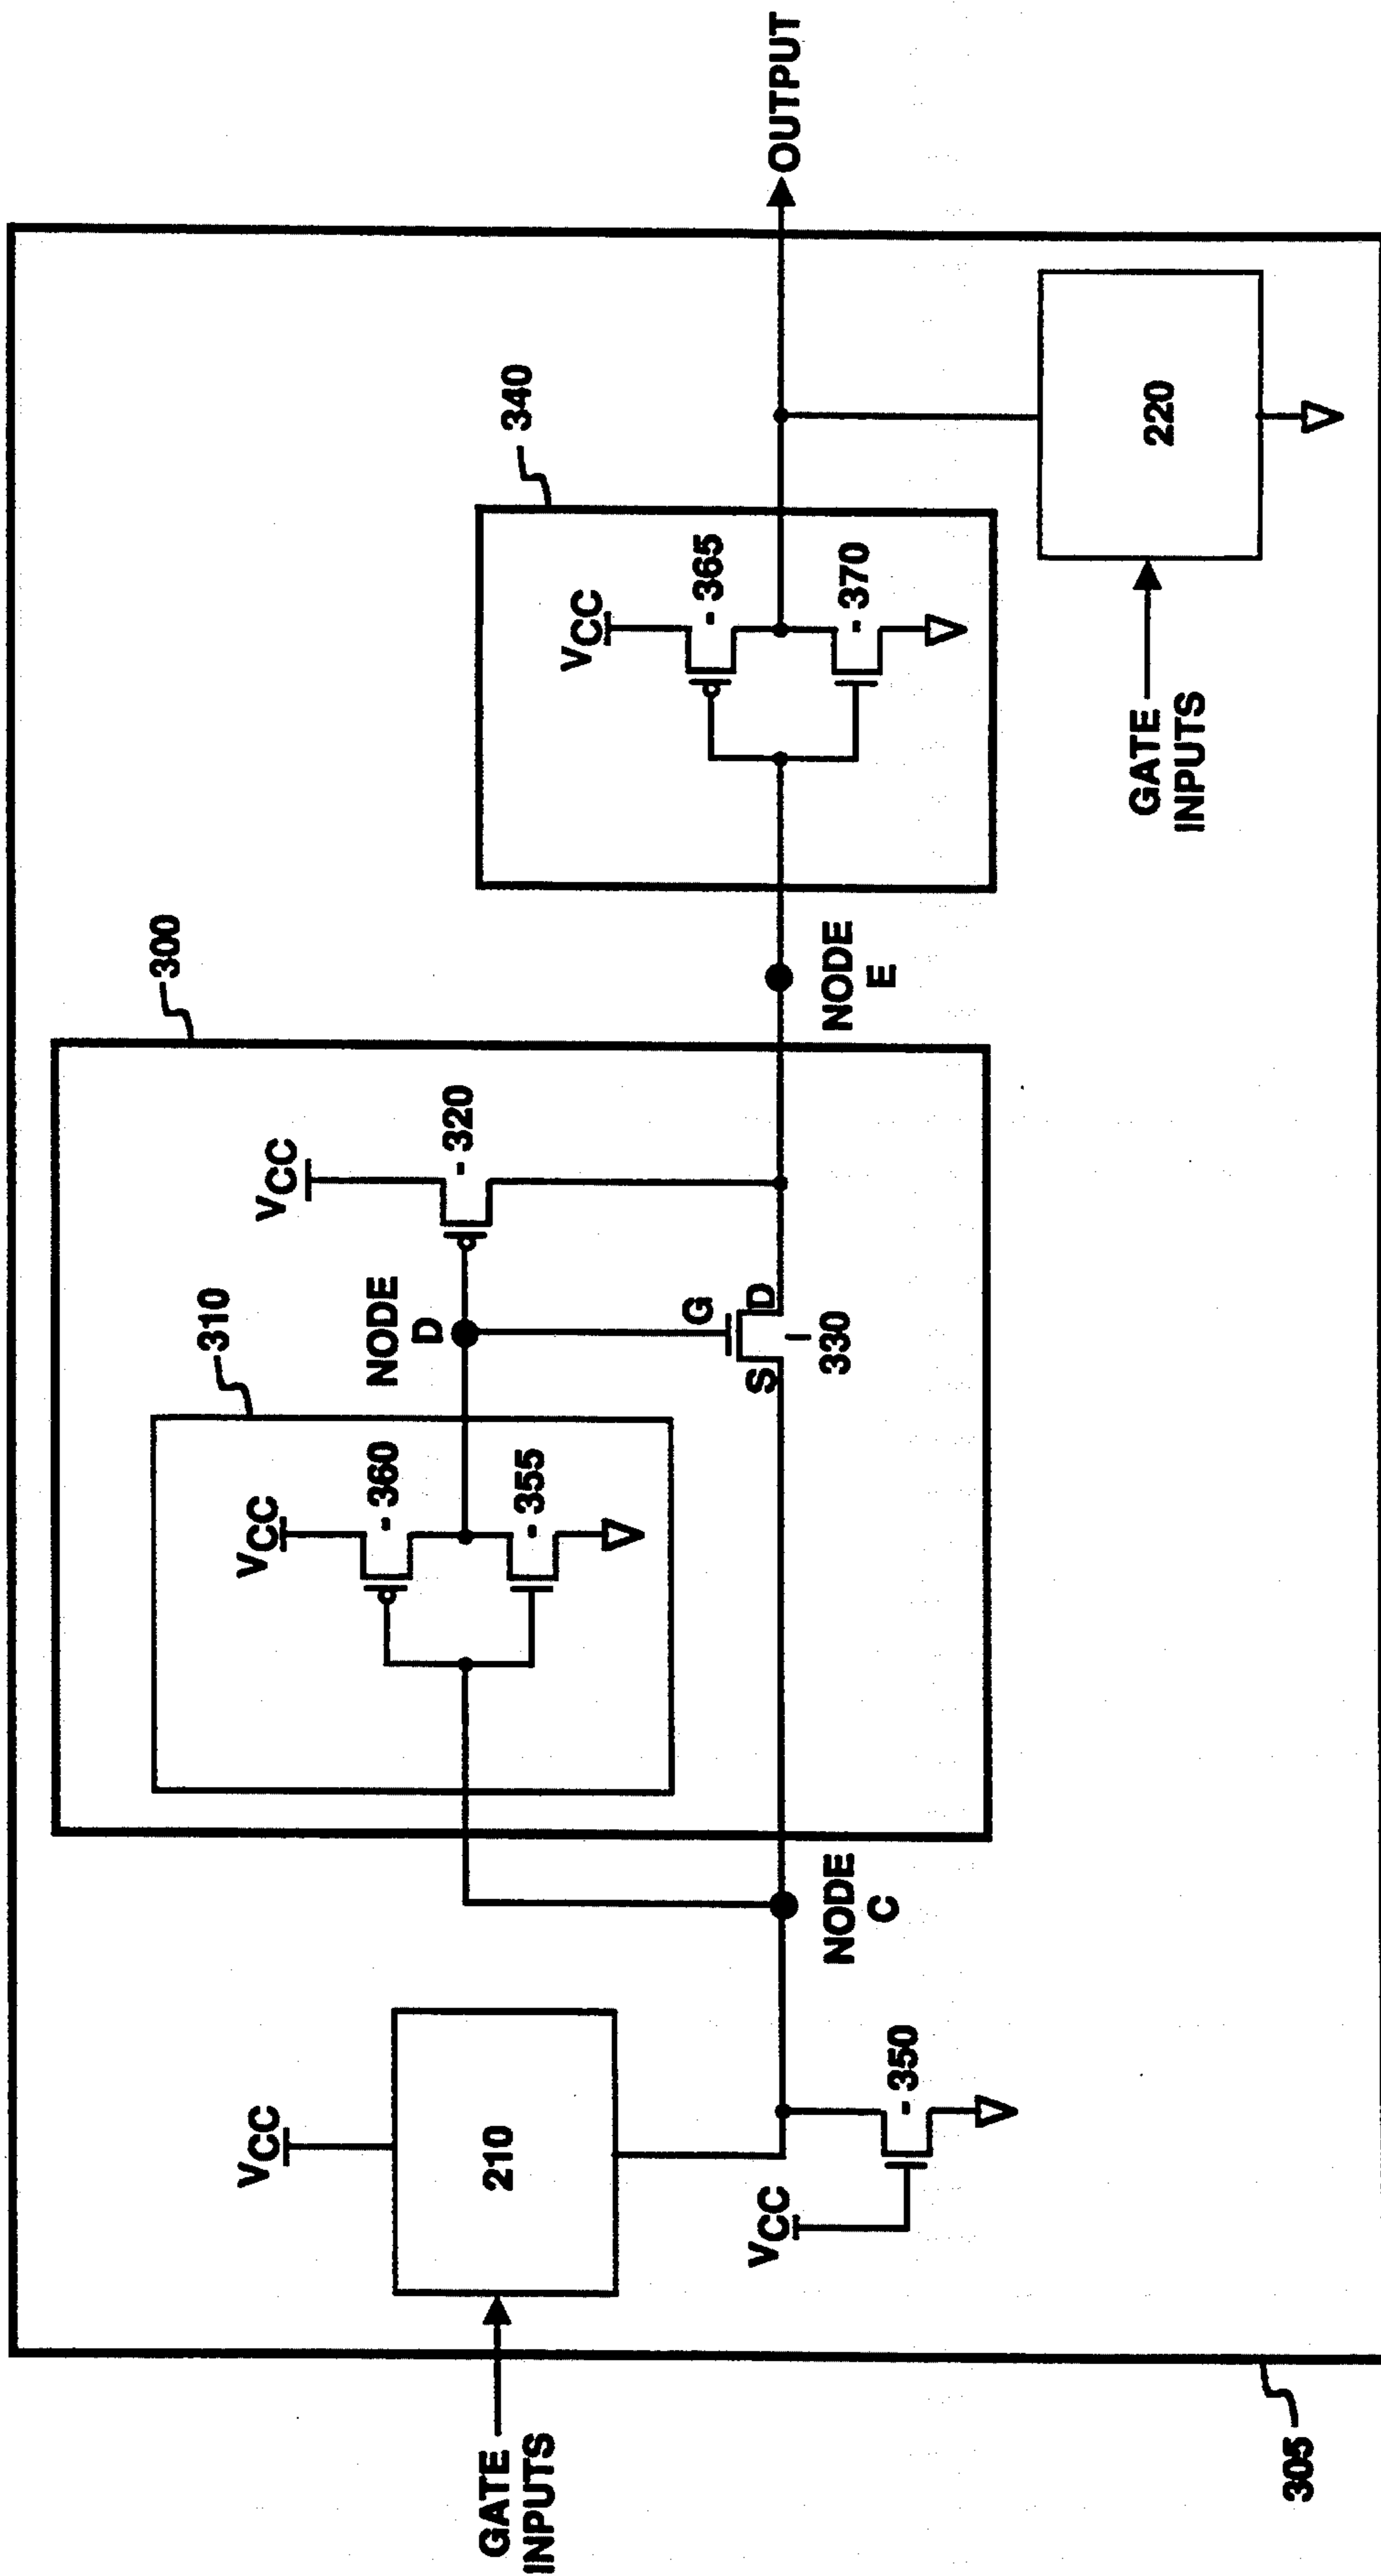 GATE
INPUTS
VCC
210
VCC
350
NODE
C
300
310
VCC
360
355
NODE
D
VCC
320
G
S
D
330
NODE
E
340
VCC
365
370
GATE
INPUTS
220
OUTPUT
305